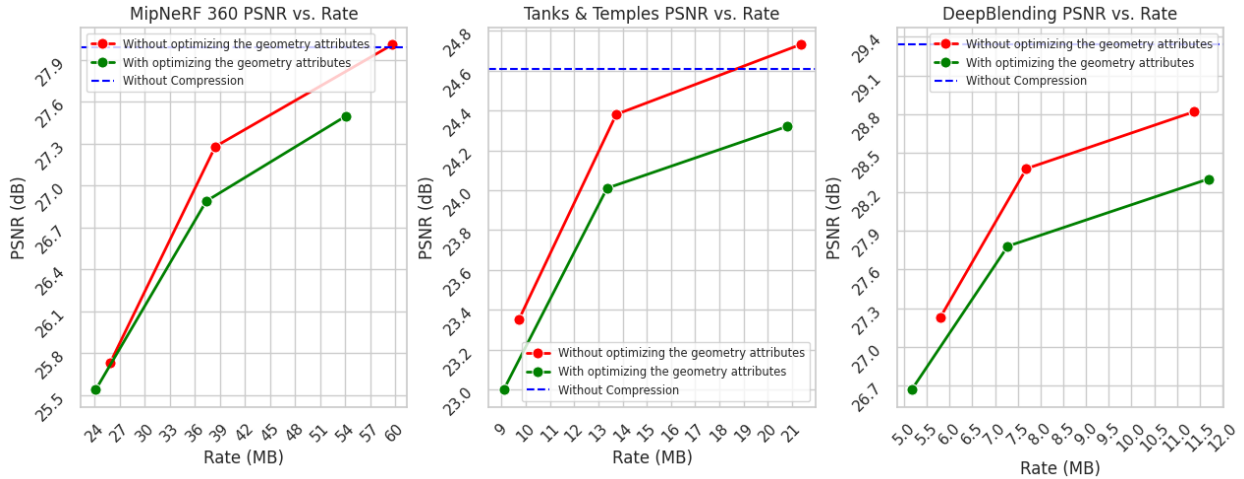 MipNeRF 360 PSNR vs. Rate
Without optimizing the geometry attributes
With optimizing the geometry attributes
Without Compression
PSNR (dB)
27.9
27.6
27.3
27.0
26.7
26.4
26.1
25.8
25.5
24 27 30 33 36 39 42 45 48 51 54 57 60
Rate (MB)
Tanks & Temples PSNR vs. Rate
PSNR (dB)
24.8
24.6
24.4
24.2
24.0
23.8
23.6
23.4
23.2
23.0
Without optimizing the geometry attributes
With optimizing the geometry attributes
Without Compression
9 10 11 12 13 14 15 16 17 18 19 20 21
Rate (MB)
DeepBlending PSNR vs. Rate
Without optimizing the geometry attributes
With optimizing the geometry attributes
Without Compression
PSNR (dB)
29.4
29.1
28.8
28.5
28.2
27.9
27.6
27.3
27.0
26.7
5.0 5.5 6.0 6.5 7.0 7.5 8.0 8.5 9.0 9.5 10.0 10.5 11.0 11.5 12.0
Rate (MB)